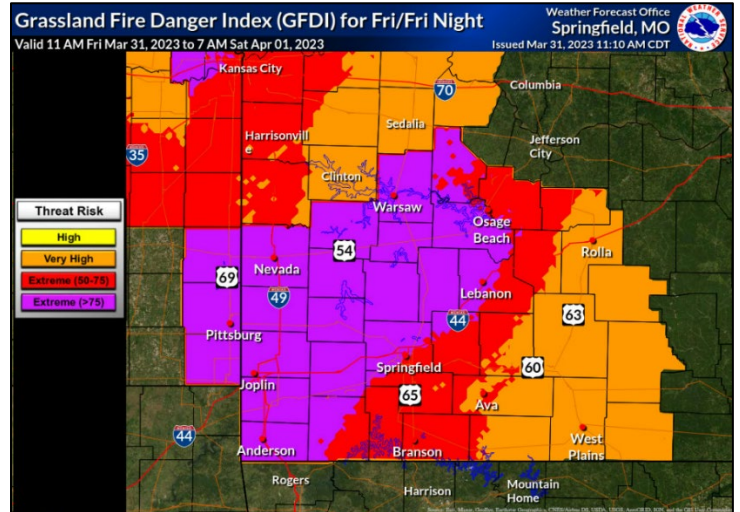 Grassland Fire Danger Index (GFDI) for Fri/Fri Night
Valid 11 AM Fri Mar 31, 2023 to 7 AM Sat Apr 01, 2023
Weather Forecast Office
Springfield, MO
Issued Mar 31, 2023 11:10 AM CDT
Kansas City
70
Columbia
Sedalia
Harrisonvill
e
Jefferson
City
35
Clinton
Warsaw
Threat Risk
High
Very High
Extreme (50-75)
Extreme (>75)
Osage
Beach
54
Rolla
Nevada
69
49
Lebanon
63
44
Pittsburg
Springfield
60
Joplin
65
Ava
44
West
Plains
Anderson
Branson
Rogers
Harrison
Mountain
Home